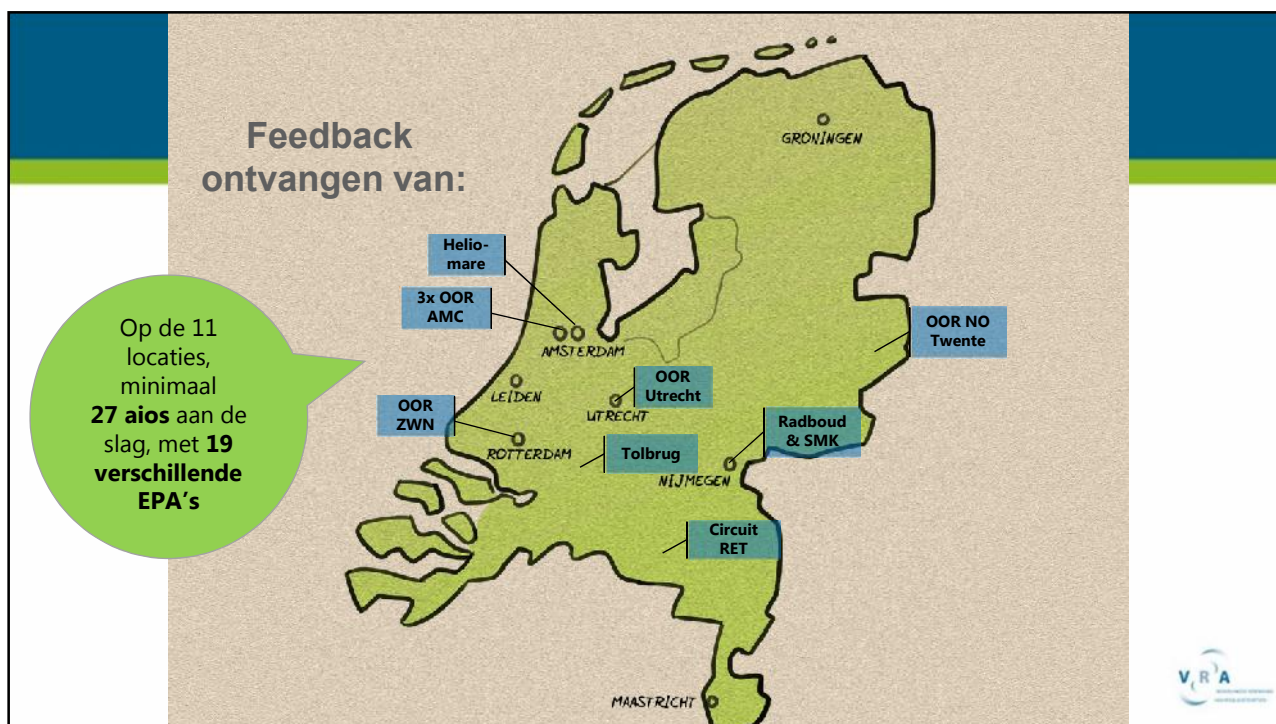 Feedback
ontvangen van:
GRONINGEN
Helio-
mare
3x OOR
AMC
AMSTERDAM
OOR NO
Twente
Op de 11
locaties,
minimaal
27 aios aan de
slag, met 19
verschillende
EPA’s
LEIDEN
OOR
Utrecht
UTRECHT
OOR
ZWN
ROTTERDAM
Tolbrug
Radboud
& SMK
NIJMEGEN
Circuit
RET
MAASTRICHT
VRA